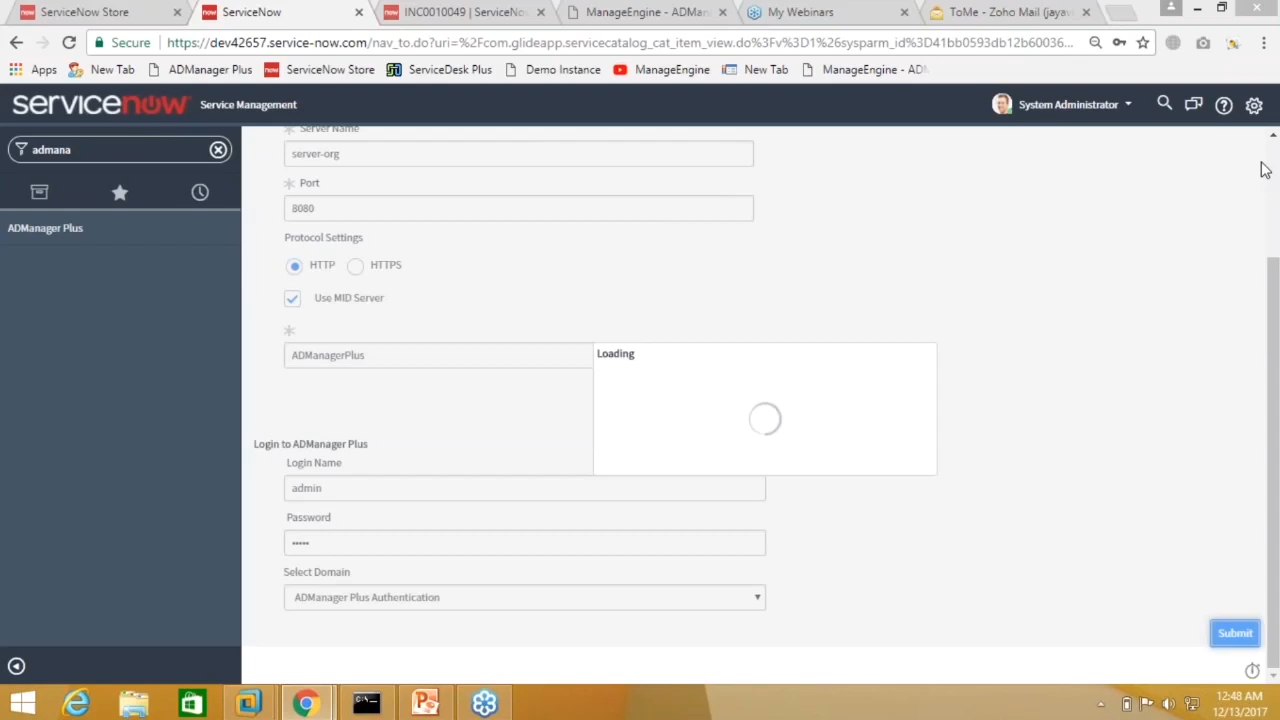 ServiceNow Store
ServiceNow
INC0010049 | ServiceNo
ManageEngine - ADMan
My Webinars
ToMe - Zoho Mail (jayav
Secure
https://dev42657.service-now.com/nav_to.do?uri=%2Fcom.glideapp.servicecatalog_cat_item_view.do%3Fv%3D1%26sysparm_id%3D41bb0593db12b60036...
Apps
New Tab
ADManager Plus
ServiceNow Store
ServiceDesk Plus
Demo Instance
ManageEngine
New Tab
ManageEngine - ADM
servicenow Service Management
System Administrator
admana
ADManager Plus
Server Name
server-org
Port
8080
Protocol Settings
HTTP
HTTPS
Use MID Server
ADManagerPlus
Loading
Login to ADManager Plus
Login Name
admin
Password
•••••
Select Domain
ADManager Plus Authentication
Submit
12:48 AM
12/13/2017